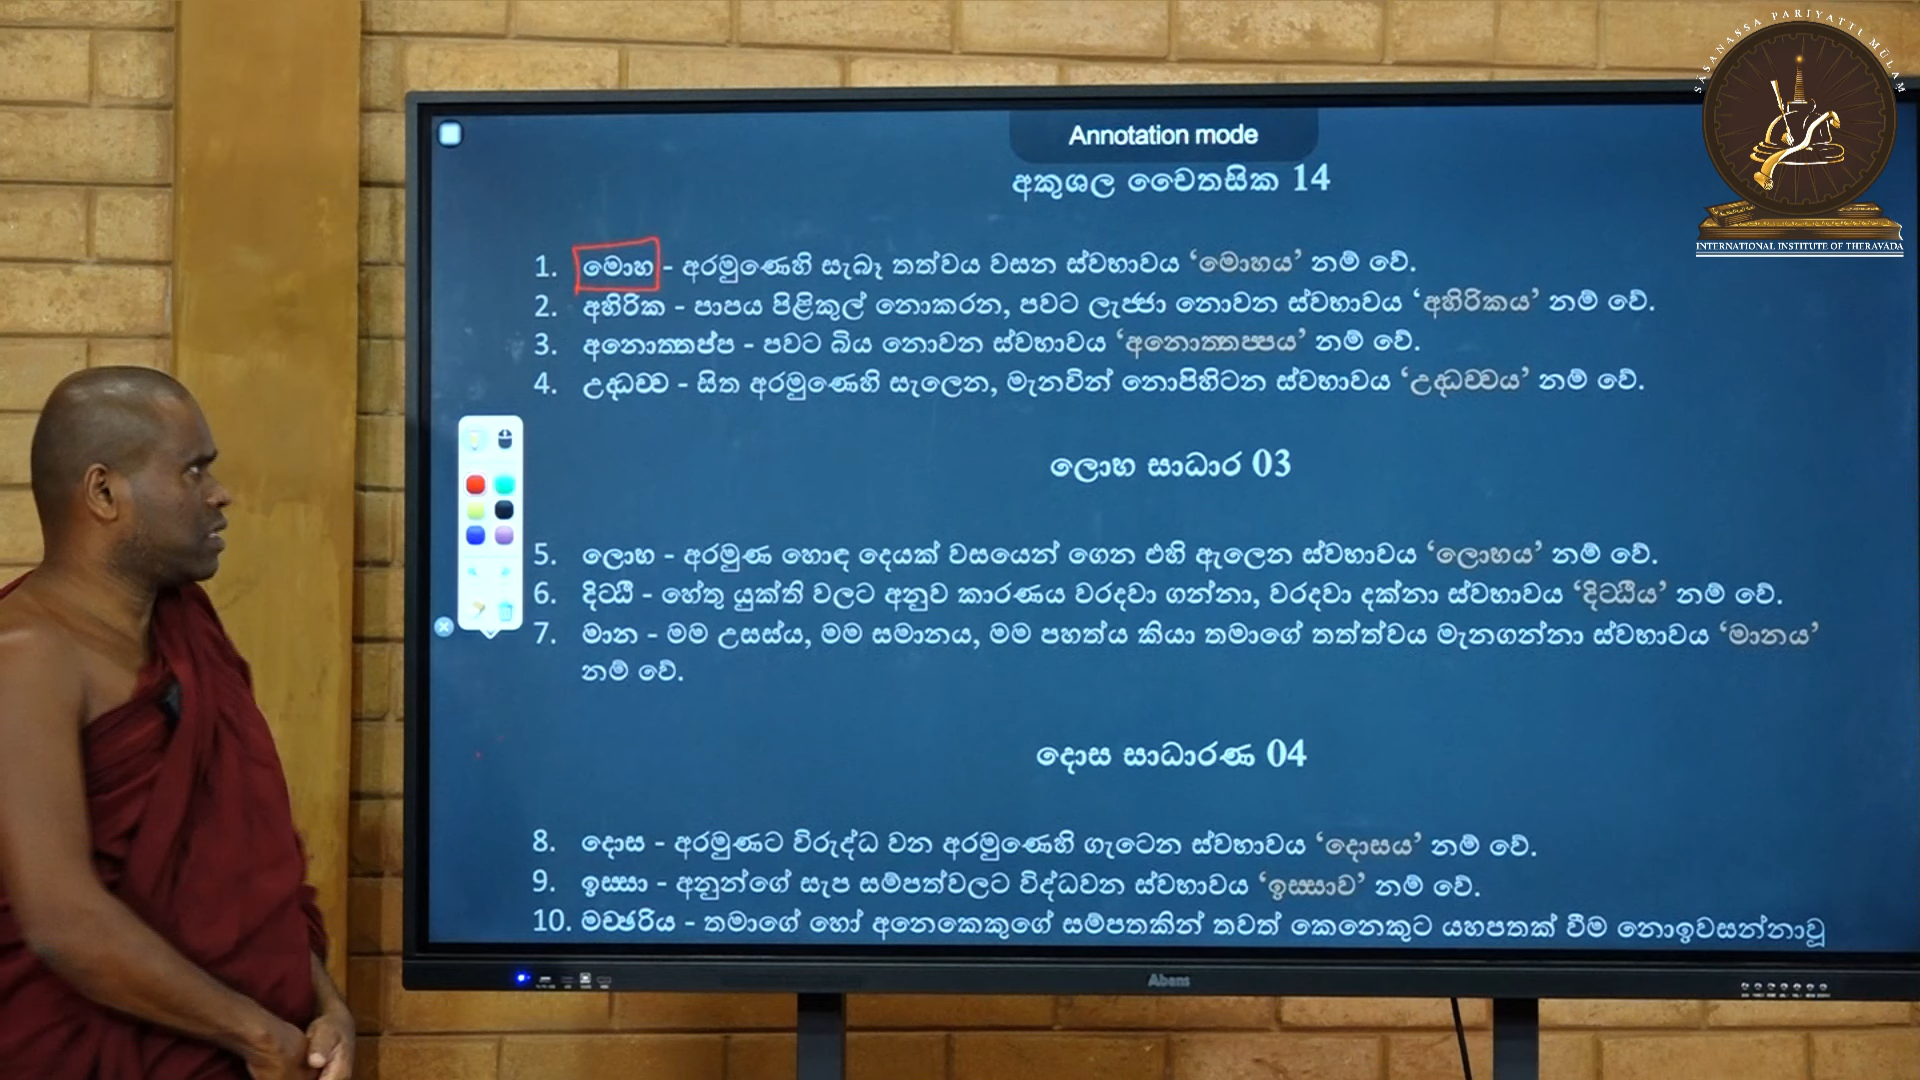 SĀSANASSA PARIYATTI MŪLAM
INTERNATIONAL INSTITUTE OF THERAVĀDA
Annotation mode
අකුශල චෛතසික 14
1. මොහ - අරමුණෙහි සැබෑ තත්වය වසන ස්වභාවය ‘මොහය’ නම් වේ.
2. අහිරික - පාපය පිළිකුල් නොකරන, පවට ලැජ්ජා නොවන ස්වභාවය ‘අහිරිකය’ නම් වේ.
3. අනොත්තප්ප - පවට බිය නොවන ස්වභාවය ‘අනොත්තප්පය’ නම් වේ.
4. උද්ධච්ච - සිත අරමුණෙහි සැලෙන, මැනවින් නොපිහිටන ස්වභාවය ‘උද්ධච්චය’ නම් වේ.
ලොභ සාධාර 03
5. ලොභ - අරමුණ හොඳ දෙයක් වසයෙන් ගෙන එහි ඇලෙන ස්වභාවය ‘ලොභය’ නම් වේ.
6. දිට්ඨි - හේතු යුක්ති වලට අනුව කාරණය වරදවා ගන්නා, වරදවා දක්නා ස්වභාවය ‘දිට්ඨිය’ නම් වේ.
7. මාන - මම උසස්ය, මම සමානය, මම පහත්ය කියා තමාගේ තත්ත්වය මැනගන්නා ස්වභාවය ‘මානය’
නම් වේ.
දොස සාධාරණ 04
8. දොස - අරමුණට විරුද්ධ වන අරමුණෙහි ගැටෙන ස්වභාවය ‘දොසය’ නම් වේ.
9. ඉස්සා - අනුන්ගේ සැප සම්පත්වලට විද්ධවන ස්වභාවය ‘ඉස්සාව’ නම් වේ.
10. මච්ඡරිය - තමාගේ හෝ අනෙකෙකුගේ සම්පතකින් තවත් කෙනෙකුට යහපතක් වීම නොඉවසන්නාවූ
Abans